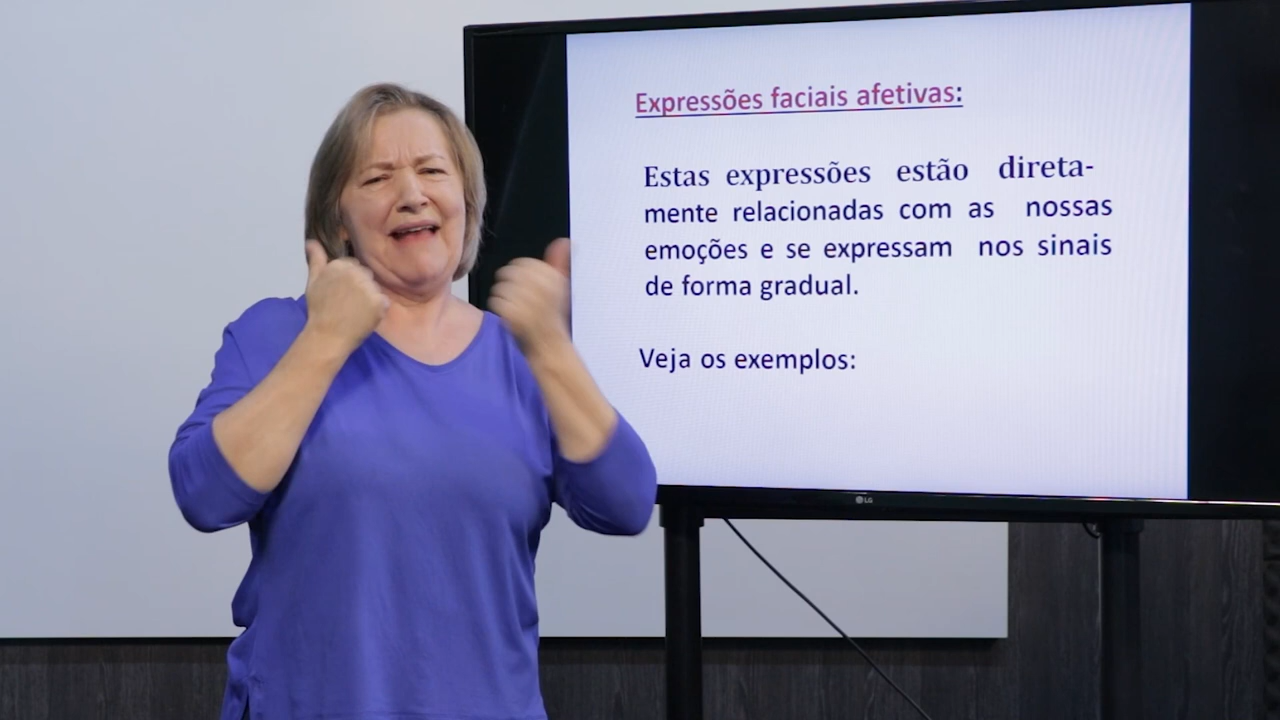 Expressões faciais afetivas:
Estas expressões estão direta-
mente relacionadas com as nossas
emoções e se expressam nos sinais
de forma gradual.
Veja os exemplos:
LG